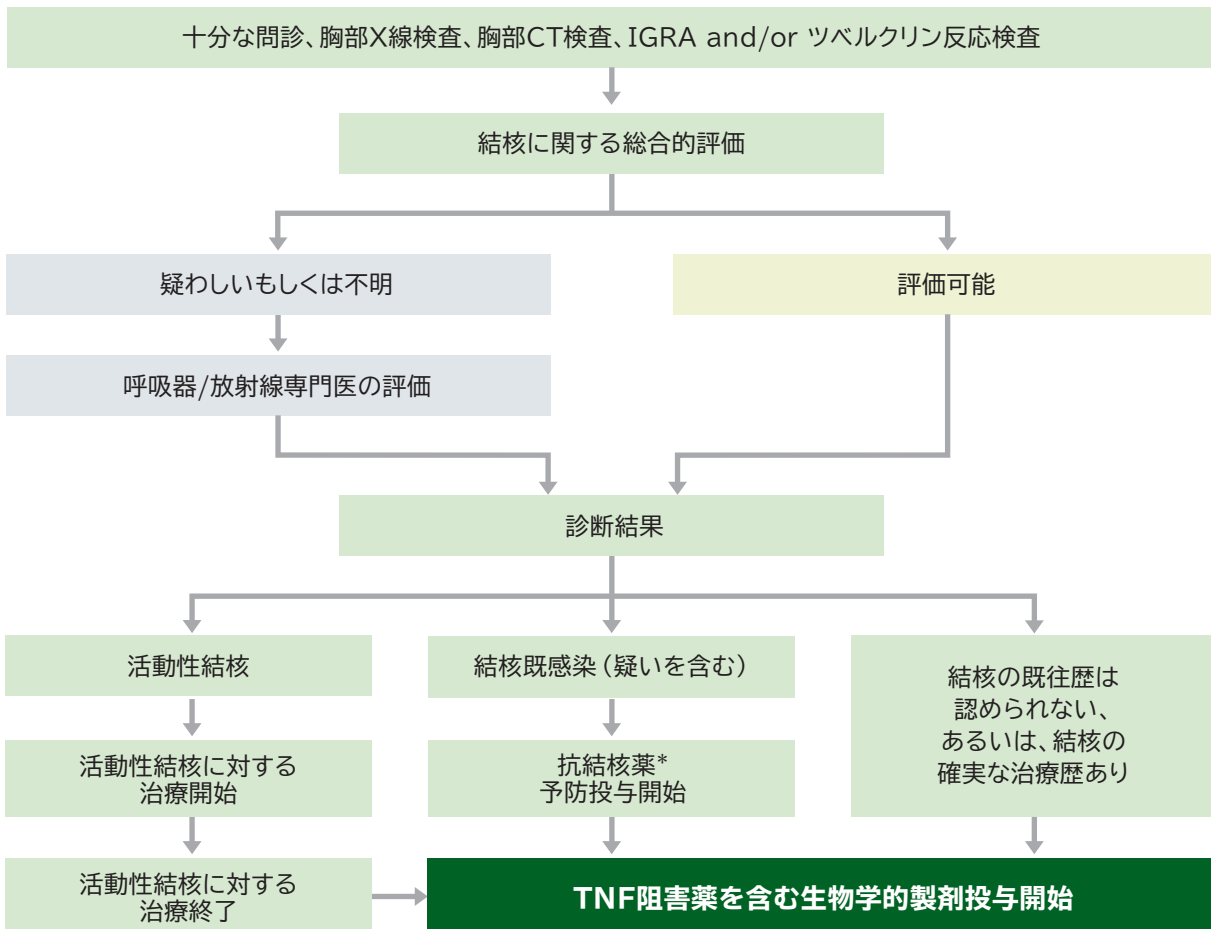 十分な問診、胸部X線検査、胸部CT検査、IGRA and/or ツベルクリン反応検査
結核に関する総合的評価
疑わしいもしくは不明
評価可能
呼吸器/放射線専門医の評価
診断結果
活動性結核
結核既感染（疑いを含む）
結核の既往歴は
認められない、
あるいは、結核の
確実な治療歴あり
活動性結核に対する
治療開始
抗結核薬*
予防投与開始
活動性結核に対する
治療終了
TNF阻害薬を含む生物学的製剤投与開始